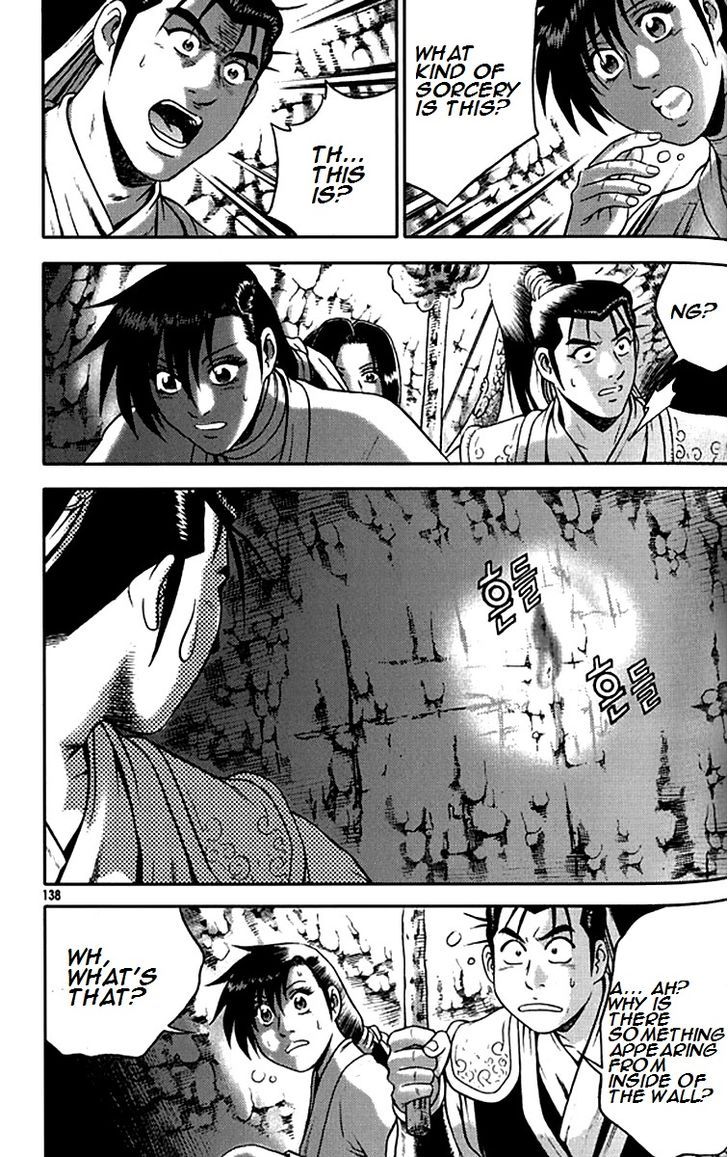 TH...
THIS
IS?
WHAT
KIND OF
SORCERY
IS THIS?
NG?
흔들
흔들
138
WH,
WHAT'S
THAT?
A... AH?
WHY IS
THERE
SOMETHING
APPEARING
FROM
INSIDE OF
THE WALL?